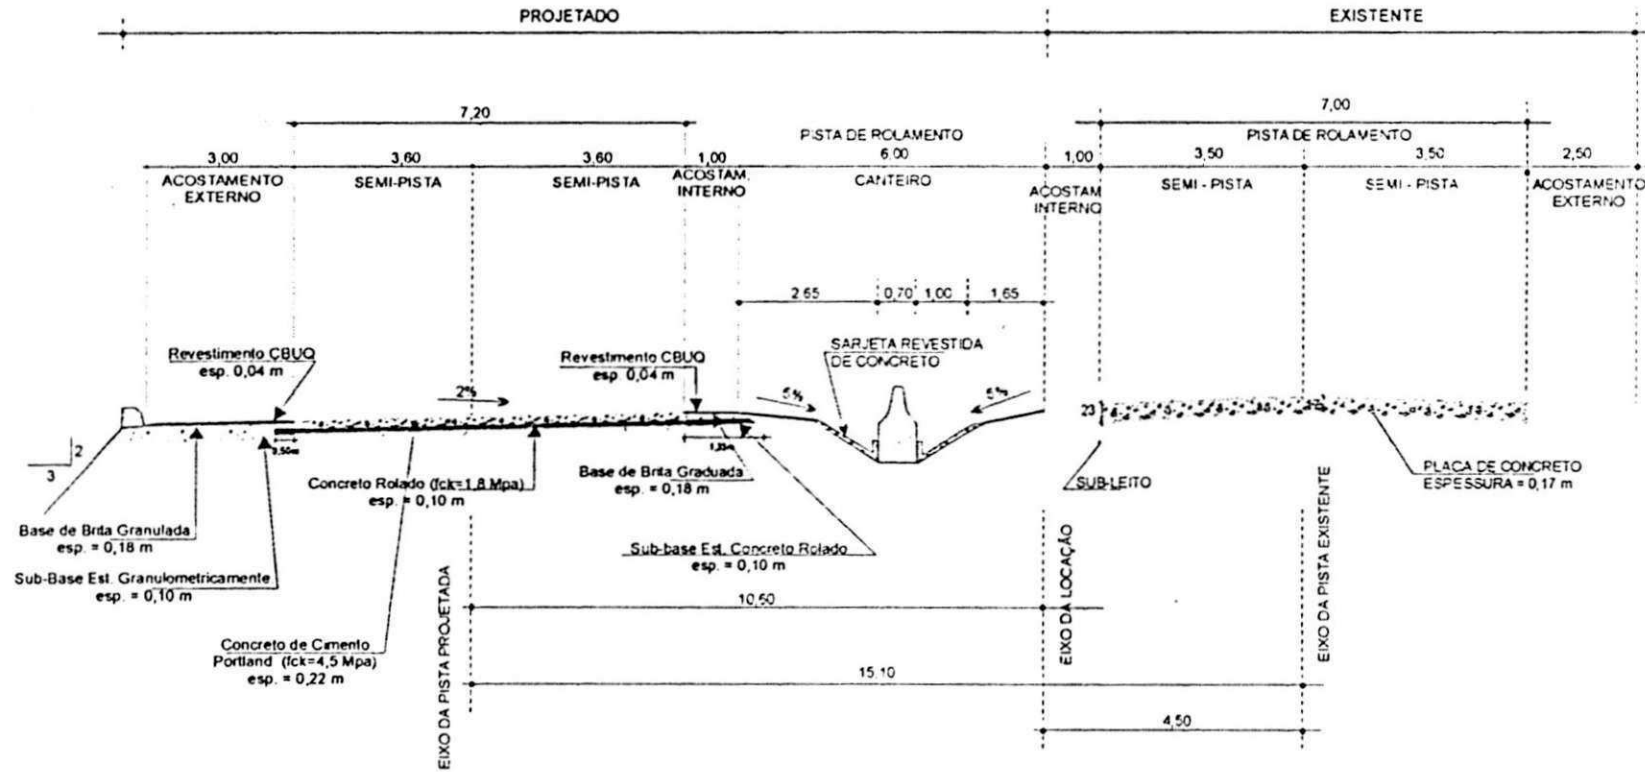 PROJETADO
EXISTENTE
7,20
7,00
PISTA DE ROLAMENTO
PISTA DE ROLAMENTO
3,00
3,60
3,60
1,00
6,00
1,00
3,50
3,50
2,50
ACOSTAMENTO
EXTERNO
SEMI-PISTA
SEMI-PISTA
ACOSTAM.
INTERNO
CANTEIRO
ACOSTAM
INTERNO
SEMI - PISTA
SEMI - PISTA
ACOSTAMENTO
EXTERNO
2,65
0,70
1,00
1,65
Revestimento CBUQ
esp. 0,04 m
Revestimento CBUQ
esp. 0,04 m
SARJETA REVESTIDA
DE CONCRETO
2%
5%
5%
23
2
3
Concreto Rolado (fck=1,8 Mpa)
esp. = 0,10 m
Base de Brita Graduada
esp. = 0,18 m
SUB-LEITO
PLACA DE CONCRETO
ESPESSURA = 0,17 m
Base de Brita Granulada
esp. = 0,18 m
Sub-base Est. Concreto Rolado
esp. = 0,10 m
Sub-Base Est. Granulometricamente
esp. = 0,10 m
Concreto de Cimento
Portland (fck=4,5 Mpa)
esp. = 0,22 m
EIXO DA PISTA PROJETADA
EIXO DA LOCAÇÃO
EIXO DA PISTA EXISTENTE
10,60
15,10
4,50